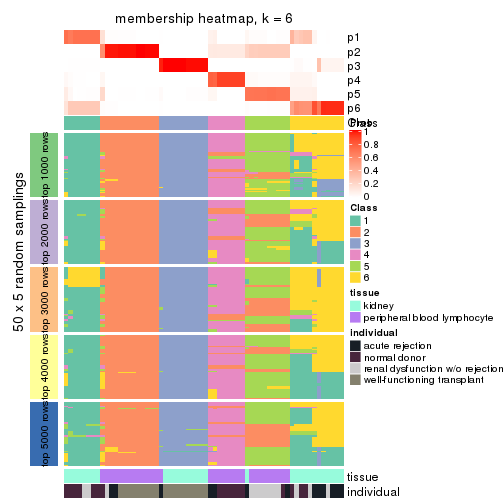 membership heatmap, k = 6
p1
p2
p3
p4
p5
p6
Class
Prob
1
0.8
0.6
0.4
0.2
0
Class
1
2
3
4
5
6
tissue
kidney
peripheral blood lymphocyte
individual
acute rejection
normal donor
renal dysfunction w/o rejection
well-functioning transplant
50 x 5 random samplings
top 1000 rows
top 2000 rows
top 3000 rows
top 4000 rows
top 5000 rows
tissue
individual